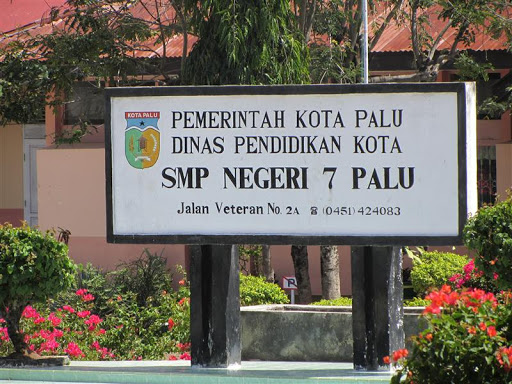 KOTA PALU
PEMERINTAH KOTA PALU
DINAS PENDIDIKAN KOTA
SMP NEGERI 7 PALU
Jalan Veteran No. 2A ☎ (0451) 424083